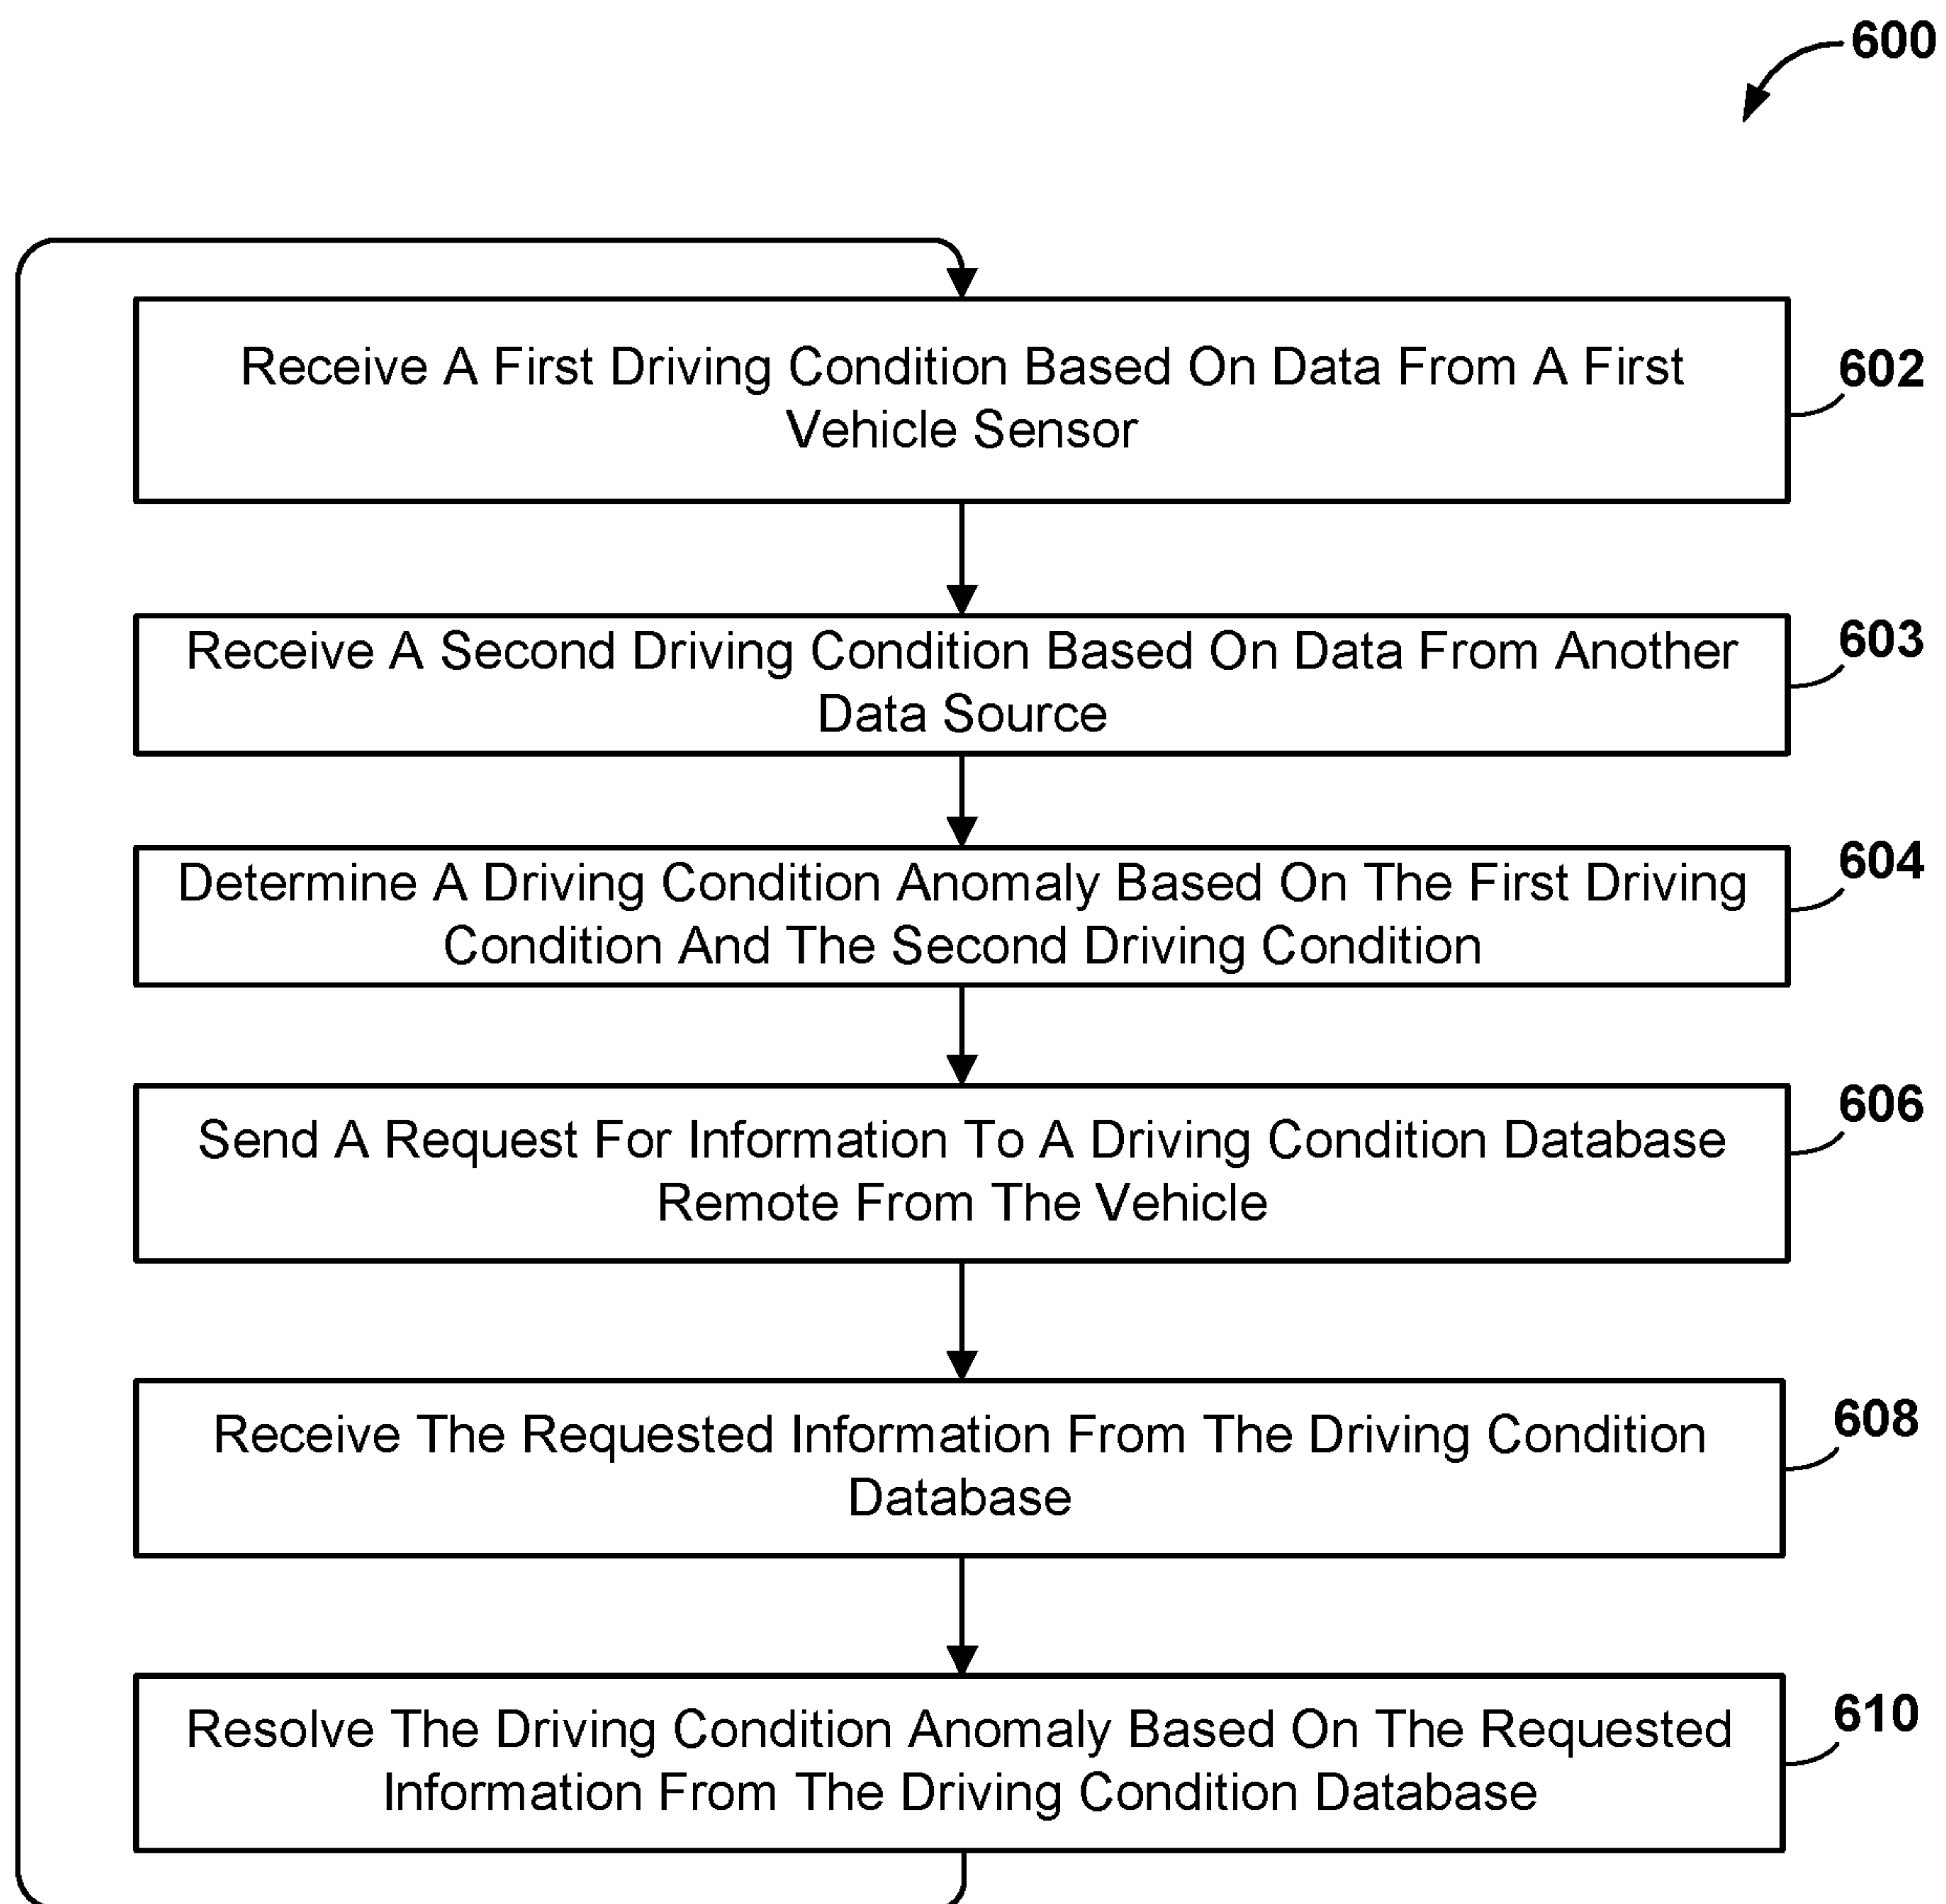 600
Receive A First Driving Condition Based On Data From A First
Vehicle Sensor
602
Receive A Second Driving Condition Based On Data From Another
Data Source
603
Determine A Driving Condition Anomaly Based On The First Driving
Condition And The Second Driving Condition
604
Send A Request For Information To A Driving Condition Database
Remote From The Vehicle
606
Receive The Requested Information From The Driving Condition
Database
608
Resolve The Driving Condition Anomaly Based On The Requested
Information From The Driving Condition Database
610